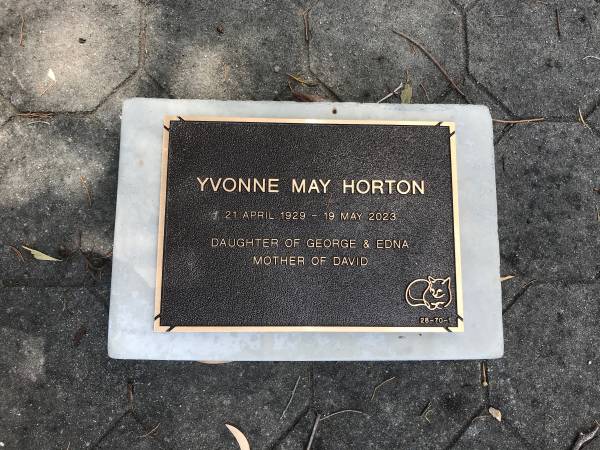 YVONNE MAY HORTON
21 APRIL 1929 - 19 MAY 2023
DAUGHTER OF GEORGE & EDNA
MOTHER OF DAVID